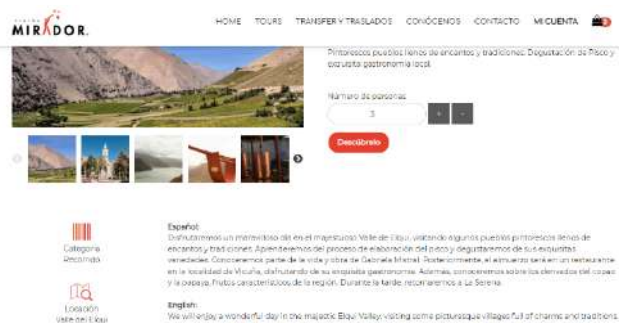 MIRADOR.
HOME TOURS TRANSFER Y TRASLADOS CONÓCENOS CONTACTO MI CUENTA
Pintorescos pueblos llenos de encantos y tradiciones. Degustación de Pisco y
exquisita gastronomía local.
Número de personas
3 + -
Descúbrelo
Categoría
Recorrido
Locación
Valle del Elqui
Español:
Disfrutaremos un maravilloso día en el majestuoso Valle de Elqui, visitando algunos pueblos pintorescos llenos de
encantos y tradiciones. Aprenderemos del proceso de elaboración del pisco y degustaremos de sus exquisitas
variedades. Conoceremos parte de la vida y obra de Gabriela Mistral. Posteriormente, el almuerzo será en un restaurante
en la localidad de Vicuña, disfrutando de su exquisita gastronomía. Además, conoceremos sobre los derivados del copao
y la papaya, frutos característicos de la región. Durante la tarde, retornaremos a La Serena.
English:
We will enjoy a wonderful day in the majestic Elqui Valley, visiting some picturesque villages full of charms and traditions.